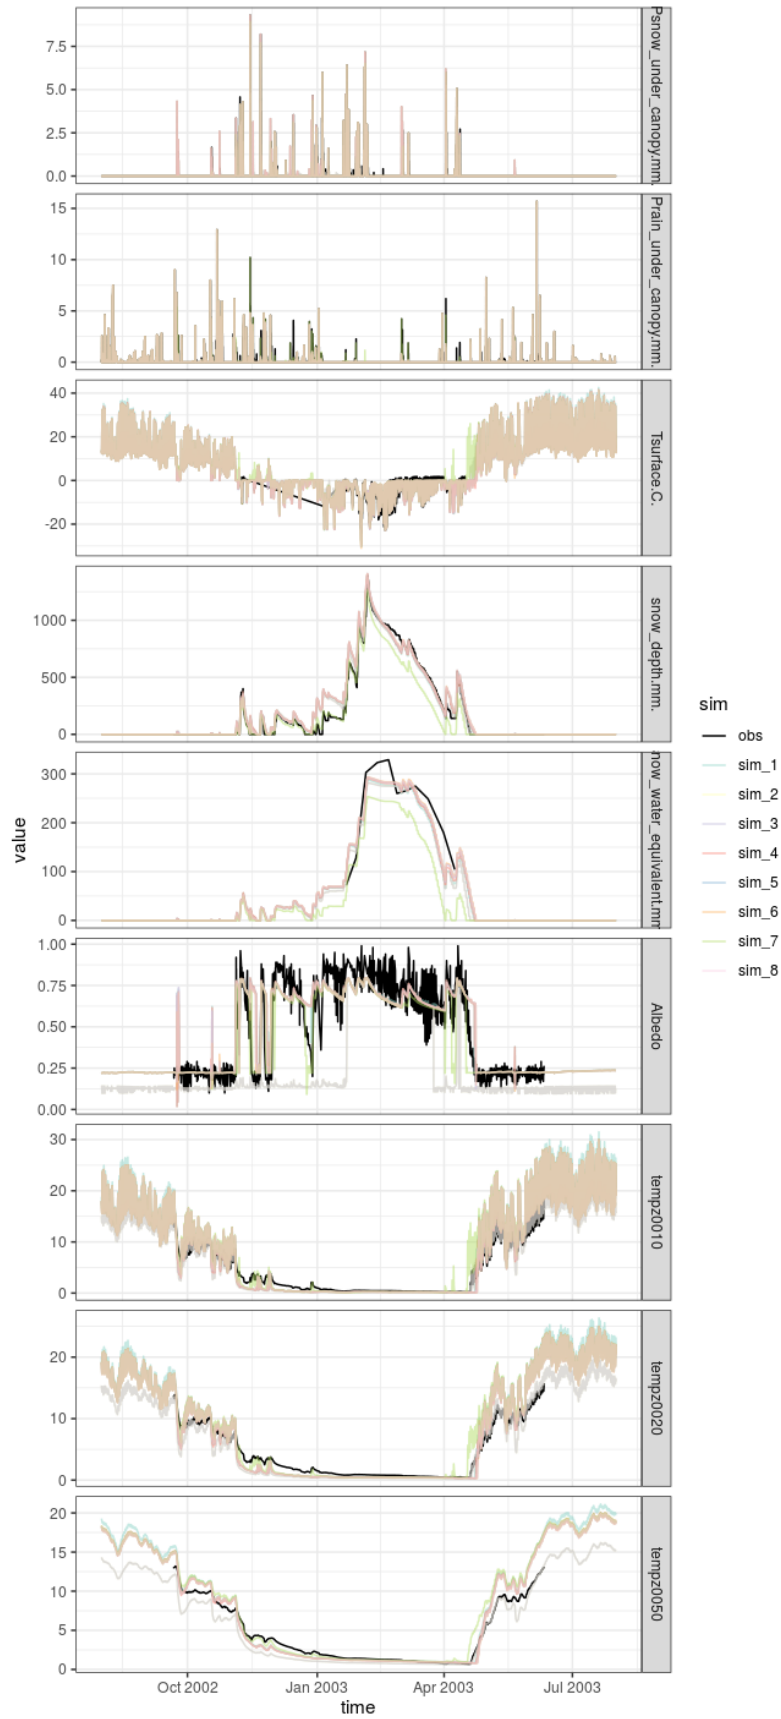 Psnow_under_canopy.mm.
7.5
5.0
2.5
0.0
Prain_under_canopy.mm.
15
10
5
0
Tsurface.C.
40
20
0
-20
snow_depth.mm.
1000
500
0
now_water_equivalent.mm
300
200
100
0
Albedo
1.00
0.75
0.50
0.25
0.00
tempz0010
30
20
10
0
tempz0020
20
10
0
tempz0050
20
15
10
5
0
Oct 2002 Jan 2003 Apr 2003 Jul 2003
time
value
sim
obs
sim_1
sim_2
sim_3
sim_4
sim_5
sim_6
sim_7
sim_8